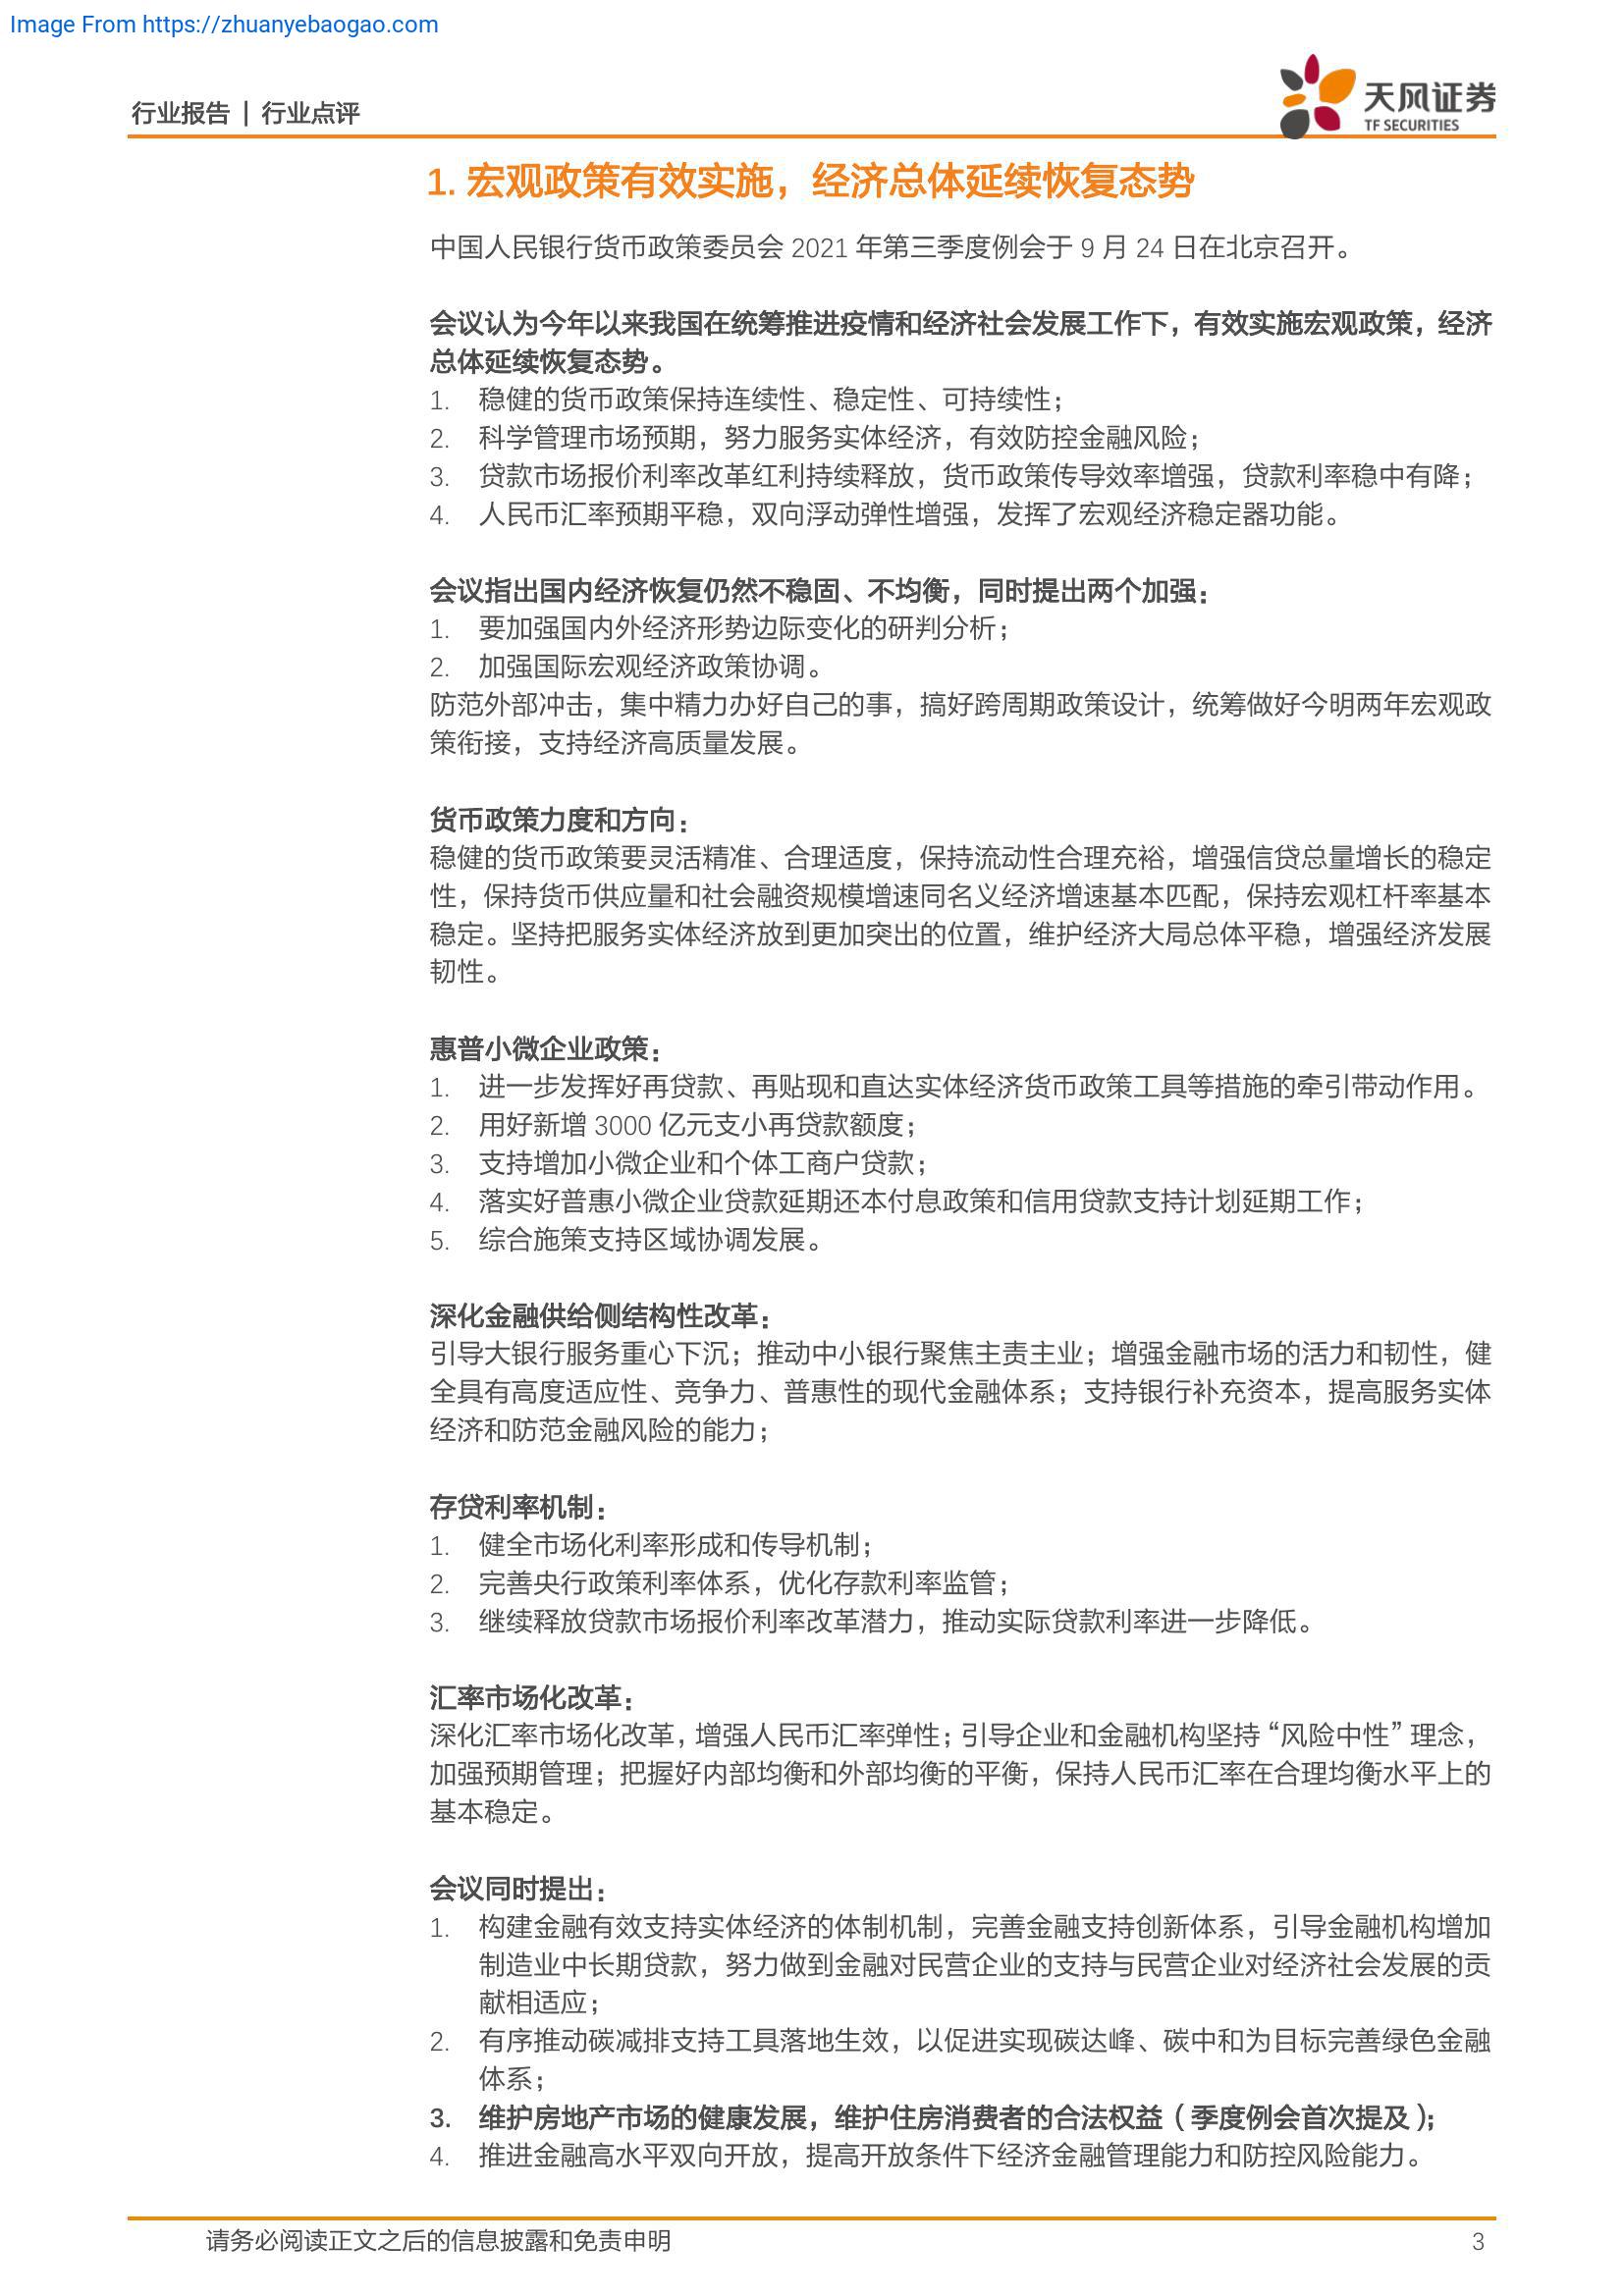 Image From https://zhuanyebaogao.com
行业报告 | 行业点评
天风证券
TF SECURITIES
1. 宏观政策有效实施，经济总体延续恢复态势
中国人民银行货币政策委员会 2021 年第三季度例会于 9 月 24 日在北京召开。
会议认为今年以来我国在统筹推进疫情和经济社会发展工作下，有效实施宏观政策，经济
总体延续恢复态势。
1. 稳健的货币政策保持连续性、稳定性、可持续性；
2. 科学管理市场预期，努力服务实体经济，有效防控金融风险；
3. 贷款市场报价利率改革红利持续释放，货币政策传导效率增强，贷款利率稳中有降；
4. 人民币汇率预期平稳，双向浮动弹性增强，发挥了宏观经济稳定器功能。
会议指出国内经济恢复仍然不稳固、不均衡，同时提出两个加强：
1. 要加强国内外经济形势边际变化的研判分析；
2. 加强国际宏观经济政策协调。
防范外部冲击，集中精力办好自己的事，搞好跨周期政策设计，统筹做好今明两年宏观政
策衔接，支持经济高质量发展。
货币政策力度和方向：
稳健的货币政策要灵活精准、合理适度，保持流动性合理充裕，增强信贷总量增长的稳定
性，保持货币供应量和社会融资规模增速同名义经济增速基本匹配，保持宏观杠杆率基本
稳定。坚持把服务实体经济放到更加突出的位置，维护经济大局总体平稳，增强经济发展
韧性。
惠普小微企业政策：
1. 进一步发挥好再贷款、再贴现和直达实体经济货币政策工具等措施的牵引带动作用。
2. 用好新增 3000 亿元支小再贷款额度；
3. 支持增加小微企业和个体工商户贷款；
4. 落实好普惠小微企业贷款延期还本付息政策和信用贷款支持计划延期工作；
5. 综合施策支持区域协调发展。
深化金融供给侧结构性改革：
引导大银行服务重心下沉；推动中小银行聚焦主责主业；增强金融市场的活力和韧性，健
全具有高度适应性、竞争力、普惠性的现代金融体系；支持银行补充资本，提高服务实体
经济和防范金融风险的能力；
存贷利率机制：
1. 健全市场化利率形成和传导机制；
2. 完善央行政策利率体系，优化存款利率监管；
3. 继续释放贷款市场报价利率改革潜力，推动实际贷款利率进一步降低。
汇率市场化改革：
深化汇率市场化改革，增强人民币汇率弹性；引导企业和金融机构坚持“风险中性”理念，
加强预期管理；把握好内部均衡和外部均衡的平衡，保持人民币汇率在合理均衡水平上的
基本稳定。
会议同时提出：
1. 构建金融有效支持实体经济的体制机制，完善金融支持创新体系，引导金融机构增加
制造业中长期贷款，努力做到金融对民营企业的支持与民营企业对经济社会发展的贡
献相适应；
2. 有序推动碳减排支持工具落地生效，以促进实现碳达峰、碳中和为目标完善绿色金融
体系；
3. 维护房地产市场的健康发展，维护住房消费者的合法权益（季度例会首次提及）；
4. 推进金融高水平双向开放，提高开放条件下经济金融管理能力和防控风险能力。
请务必阅读正文之后的信息披露和免责申明
3